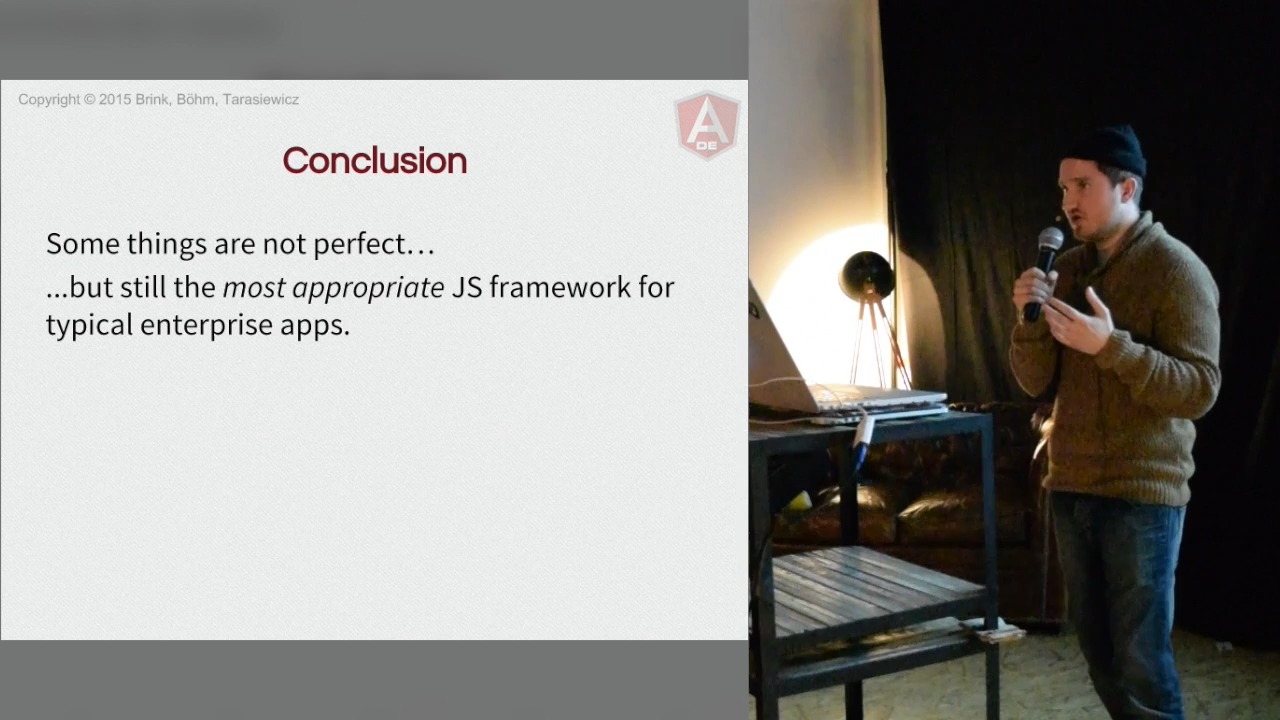 Copyright © 2015 Brink, Böhm, Tarasiewicz
A
DE
Conclusion
Some things are not perfect…
...but still the most appropriate JS framework for
typical enterprise apps.